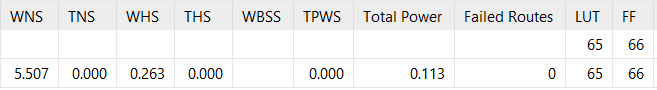 WNS TNS WHS THS WBSS TPWS Total Power Failed Routes LUT FF
65 66
5.507 0.000 0.263 0.000 0.000 0.113 0 65 66